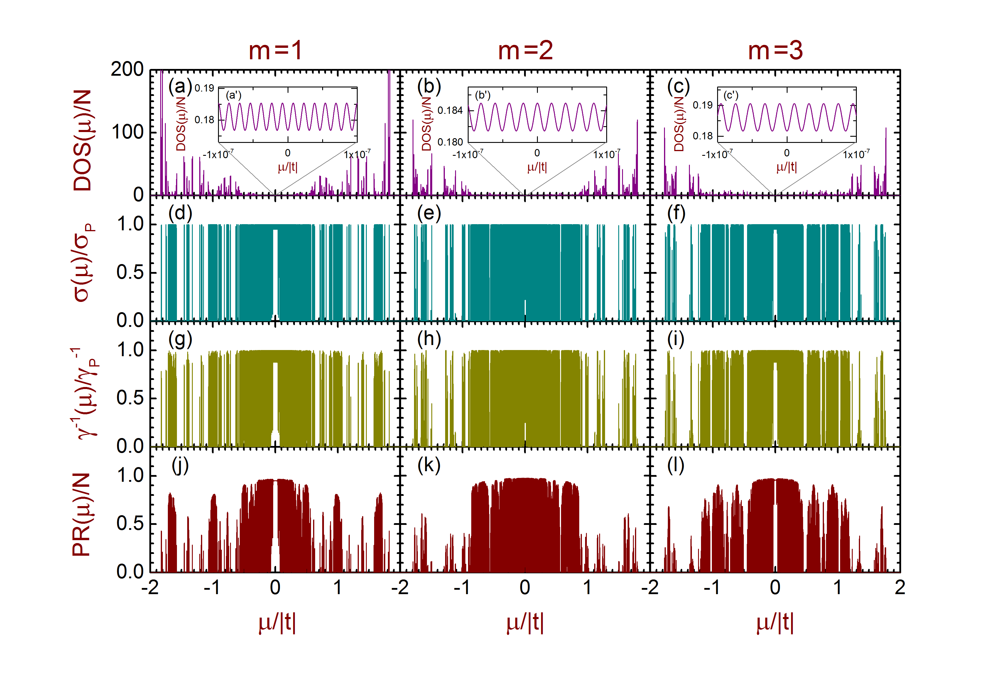 m=1 m=2 m=3
DOS(μ)/N
200
100
0
(a)
(a')
DOS(μ)/N
0.19
0.18
-1x10⁻⁷ 0 1x10⁻⁷
μ/|t|
(b)
(b')
DOS(μ)/N
0.184
0.180
-1x10⁻⁷ 0 1x10⁻⁷
μ/|t|
(c)
(c')
DOS(μ)/N
0.19
0.18
-1x10⁻⁷ 0 1x10⁻⁷
μ/|t|
σ(μ)/σ_P
1.0
0.5
0.0
(d) (e) (f)
γ⁻¹(μ)/γ_P⁻¹
1.0
0.5
0.0
(g) (h) (i)
PR(μ)/N
1.0
0.5
0.0
(j) (k) (l)
-2 -1 0 1 -2 -1 0 1 -2 -1 0 1 2
μ/|t| μ/|t| μ/|t|